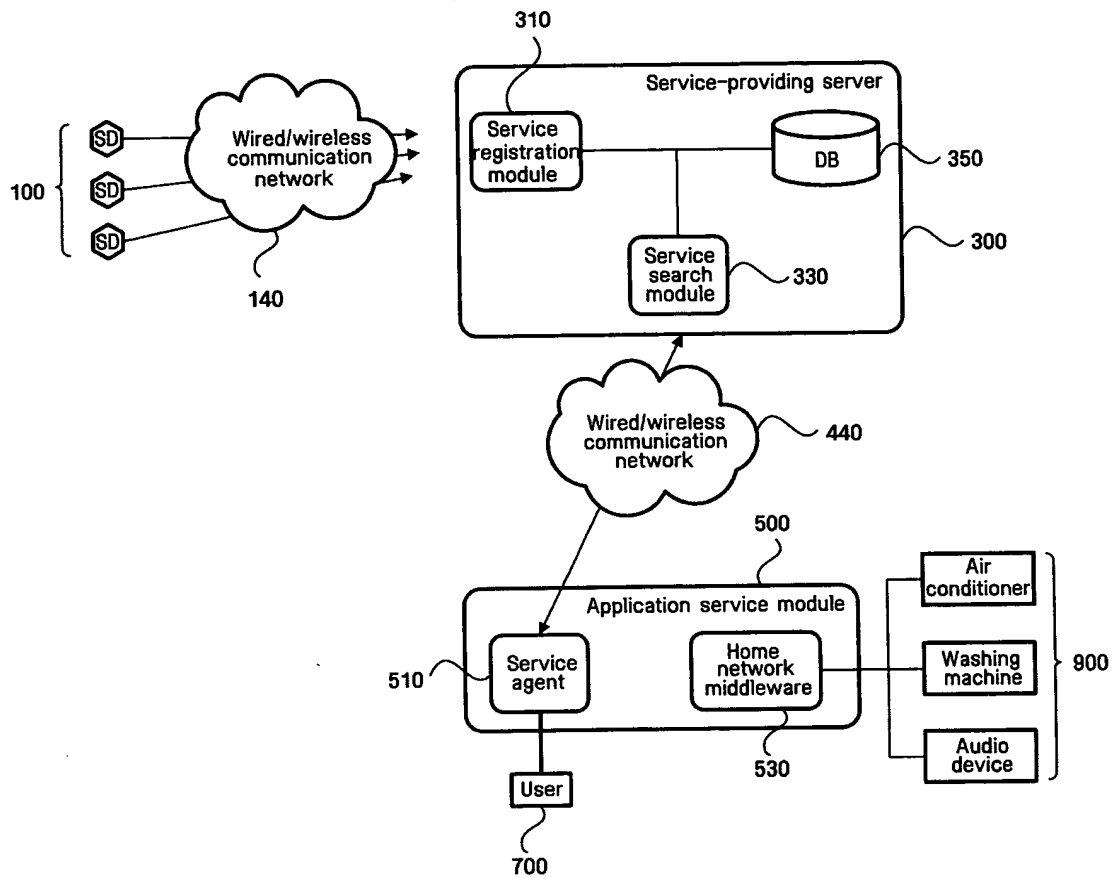 310
Service-providing server
Service
registration
module
DB
350
Wired/wireless
communication
network
SD
SD
SD
100
140
300
Service
search
module
330
Wired/wireless
communication
network
440
500
Application service module
510
Service
agent
Home
network
middleware
530
Air
conditioner
Washing
machine
Audio
device
900
User
700